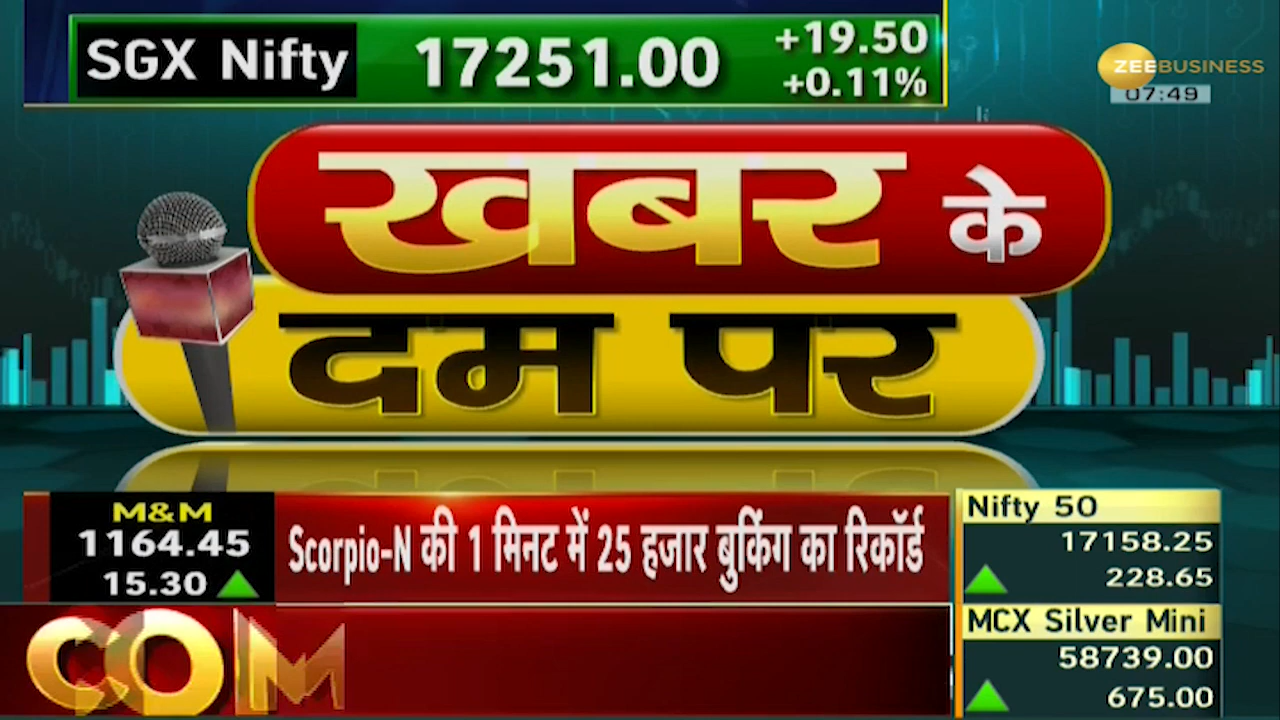 SGX Nifty
17251.00
+19.50
+0.11%
ZEEBUSINESS
07:49
खबर के
दम पर
M&M
1164.45
15.30
Scorpio-N की 1 मिनट में 25 हजार बुकिंग का रिकॉर्ड
Nifty 50
17158.25
228.65
MCX Silver Mini
58739.00
675.00